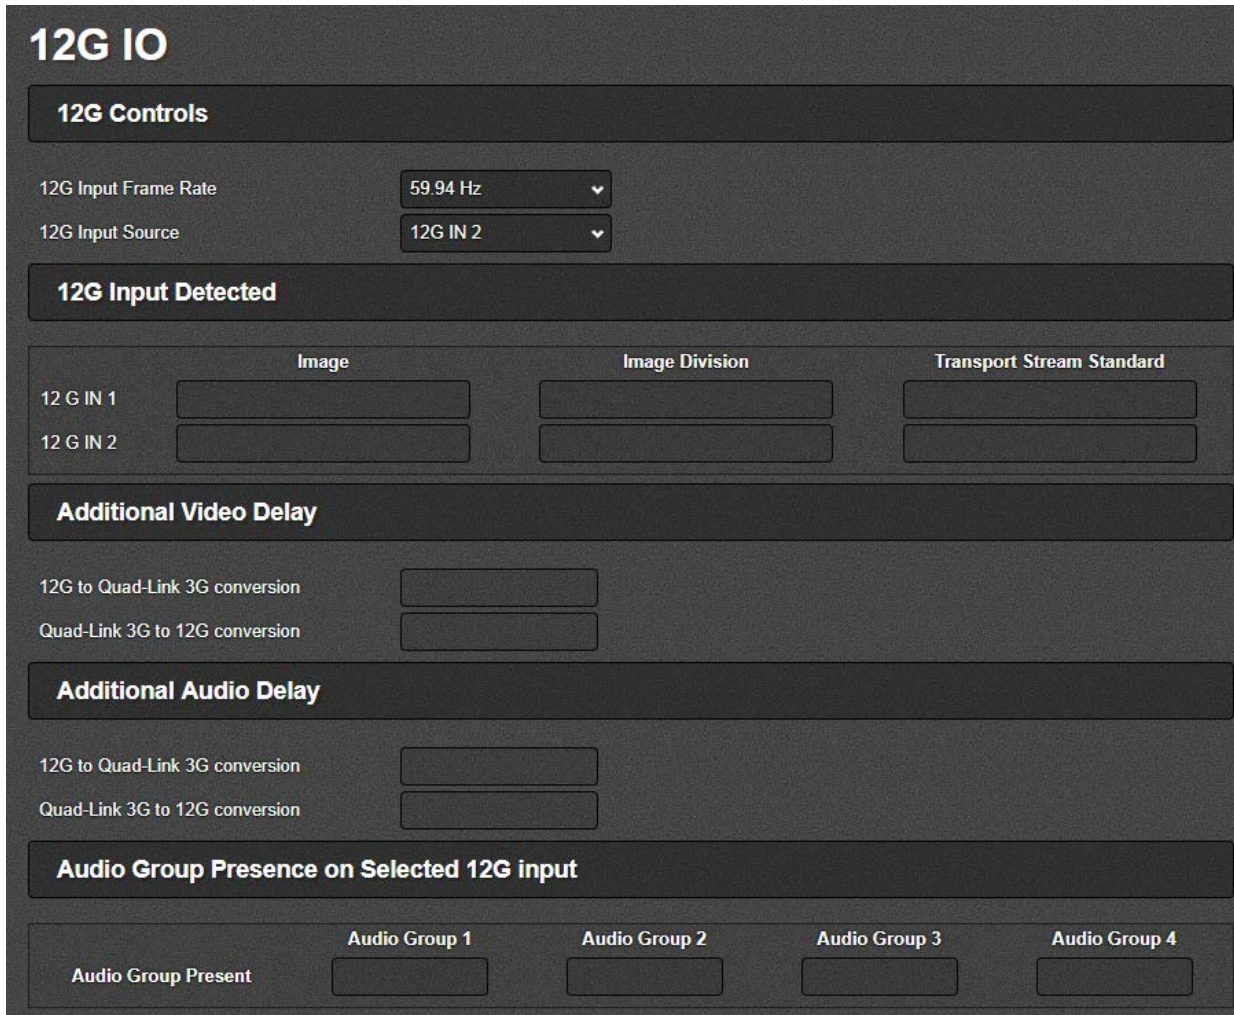 12G IO
12G Controls
12G Input Frame Rate 59.94 Hz
12G Input Source 12G IN 2
12G Input Detected
Image Image Division Transport Stream Standard
12 G IN 1
12 G IN 2
Additional Video Delay
12G to Quad-Link 3G conversion
Quad-Link 3G to 12G conversion
Additional Audio Delay
12G to Quad-Link 3G conversion
Quad-Link 3G to 12G conversion
Audio Group Presence on Selected 12G input
Audio Group 1 Audio Group 2 Audio Group 3 Audio Group 4
Audio Group Present